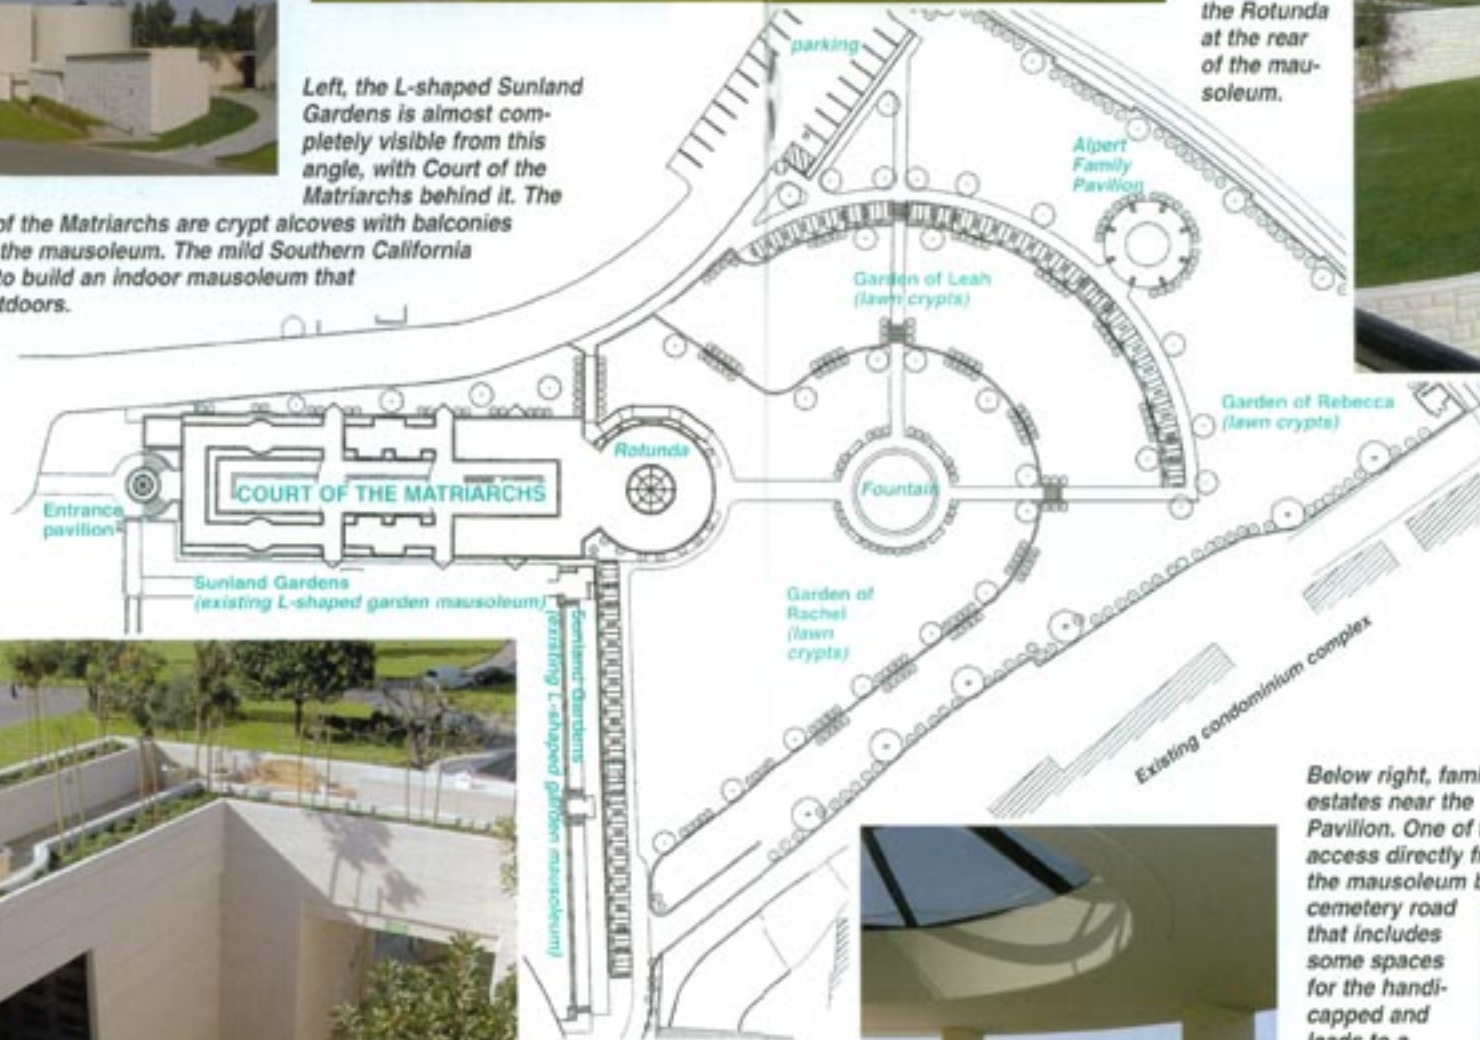 the Rotunda
at the rear
of the mau-
soleum.
Left, the L-shaped Sunland
Gardens is almost com-
pletely visible from this
angle, with Court of the
Matriarchs behind it. The
of the Matriarchs are crypt alcoves with balconies
the mausoleum. The mild Southern California
to build an indoor mausoleum that
tdoors.
parking
Alpert
Family
Pavilion
Garden of Leah
(lawn crypts)
Garden of Rebecca
(lawn crypts)
Rotunda
Fountain
COURT OF THE MATRIARCHS
Entrance
pavilion
Sunland Gardens
(existing L-shaped garden mausoleum)
Sunland Gardens
(existing L-shaped garden mausoleum)
Garden of
Rachel
(lawn
crypts)
Existing condominium complex
Below right, fami
estates near the
Pavilion. One of
access directly f
the mausoleum b
cemetery road
that includes
some spaces
for the handi-
capped and
leads to a